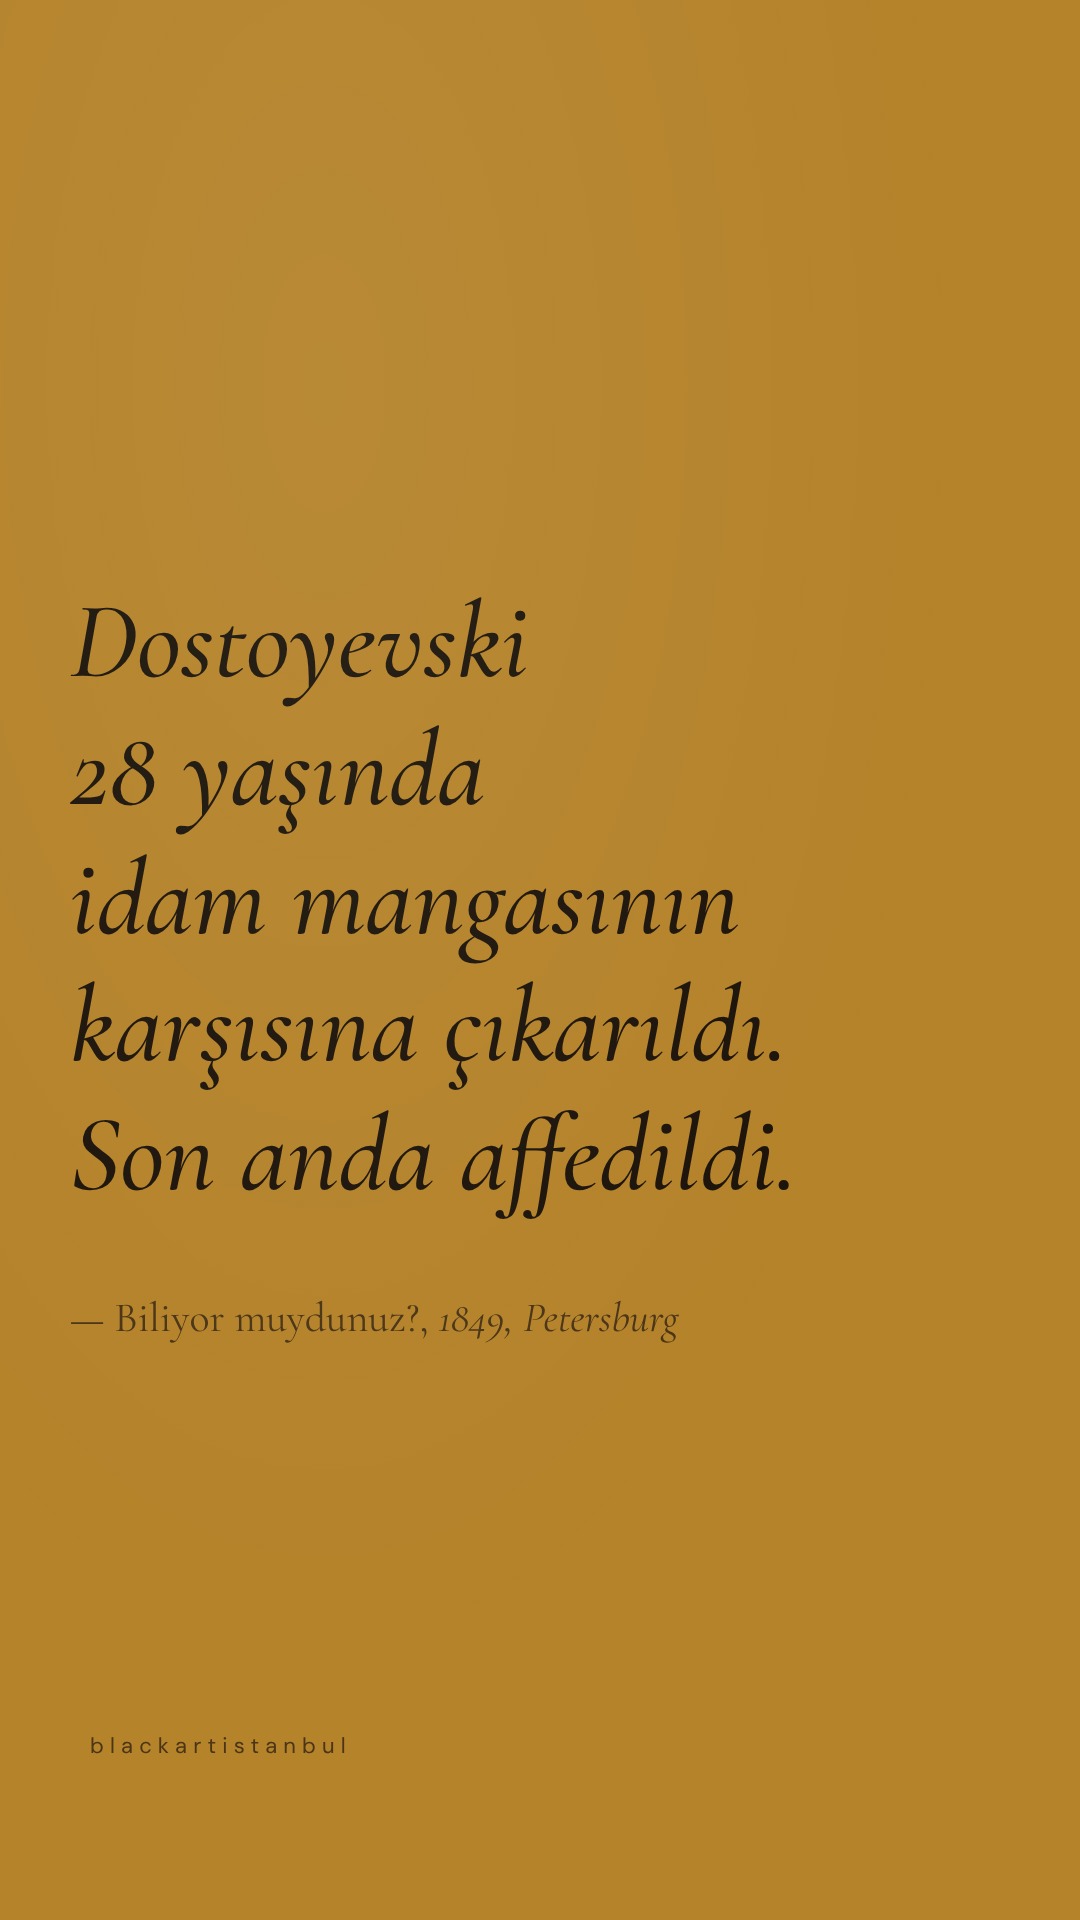 Dostoyevski
28 yaşında
idam mangasının
karşısına çıkarıldı.
Son anda affedildi.
— Biliyor muydunuz?, 1849, Petersburg
blackartistanbul